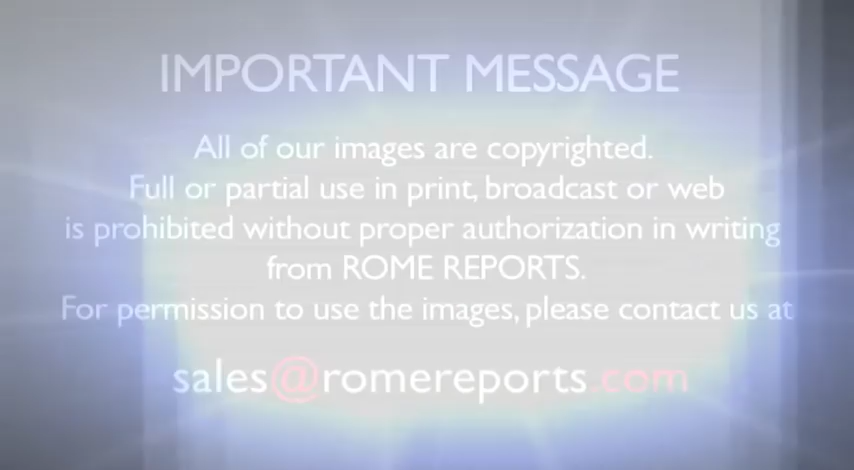 IMPORTANT MESSAGE
All of our images are copyrighted.
Full or partial use in print, broadcast or web
is prohibited without proper authorization in writing
from ROME REPORTS.
For permission to use the images, please contact us at
sales@romereports.com